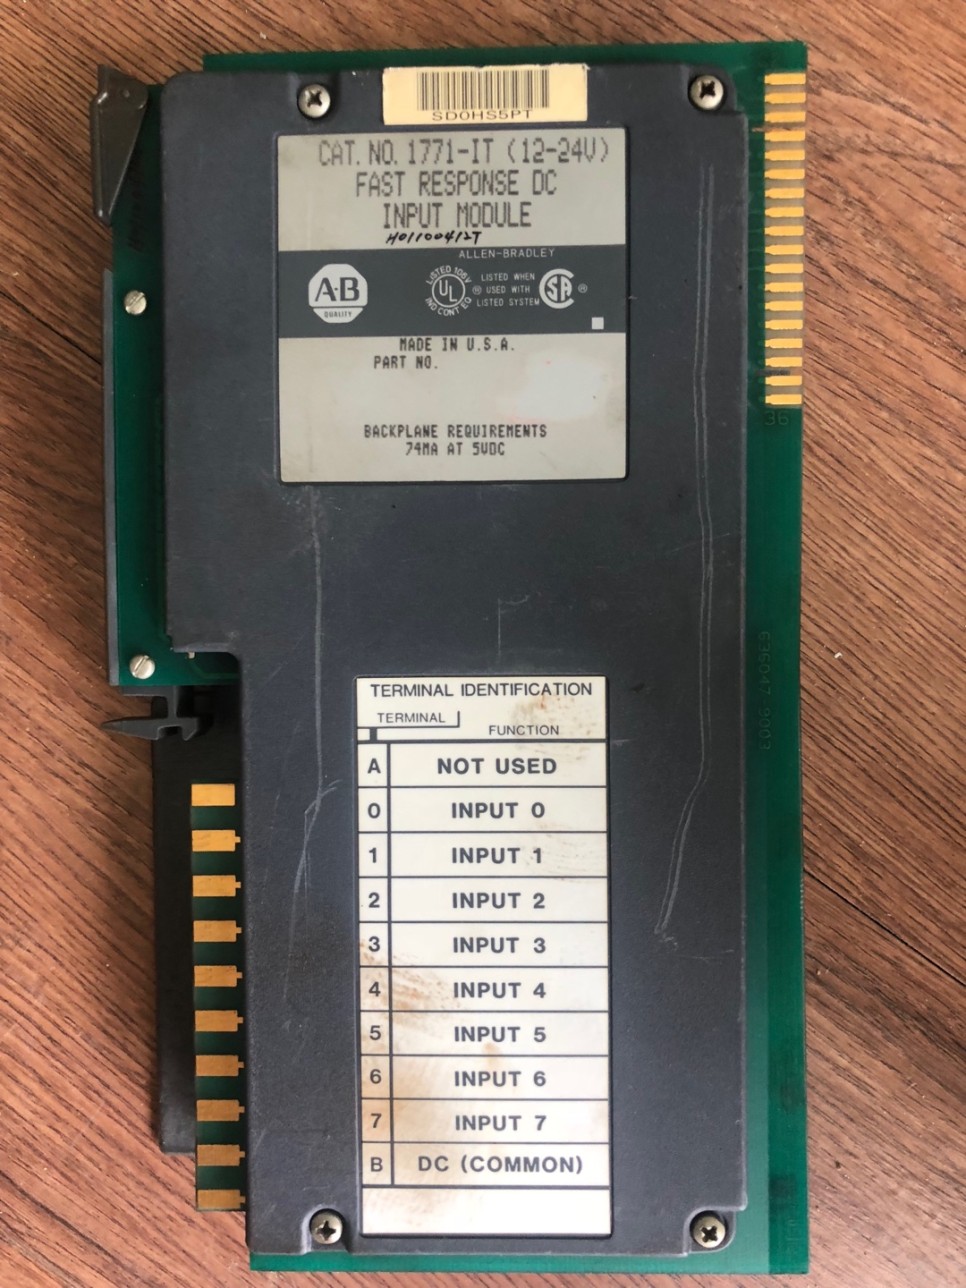 SD0HS5PT
CAT. NO. 1771-IT (12-24V)
FAST RESPONSE DC
INPUT MODULE
H01100412T
ALLEN-BRADLEY
A-B
QUALITY
LISTED 106V
UL
IND CONT EQ
®
LISTED WHEN
USED WITH
LISTED SYSTEM
SA
®
MADE IN U.S.A.
PART NO.
BACKPLANE REQUIREMENTS
74MA AT 5VDC
36
636047-9003
TERMINAL IDENTIFICATION
TERMINAL
FUNCTION
A NOT USED
0 INPUT 0
1 INPUT 1
2 INPUT 2
3 INPUT 3
4 INPUT 4
5 INPUT 5
6 INPUT 6
7 INPUT 7
B DC (COMMON)